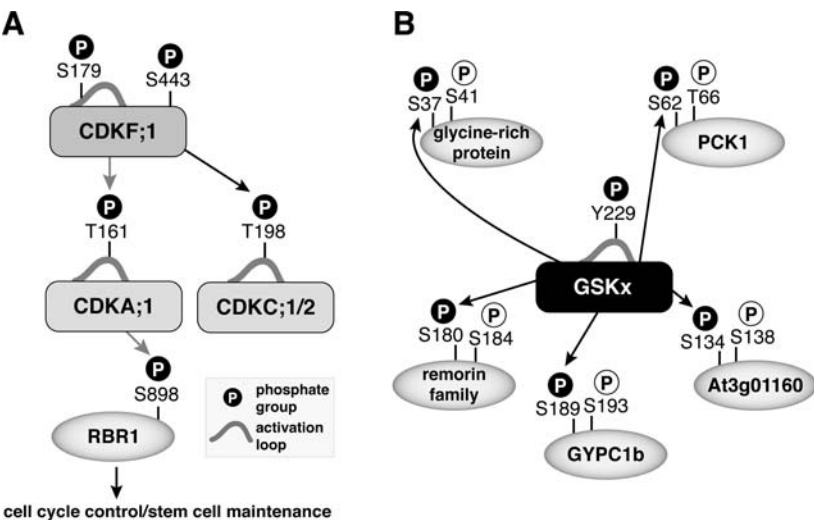 A
P
P
S179
S443
CDKF;1
P
P
T161
T198
CDKA;1
CDKC;1/2
P
S898
RBR1
P
phosphate
group
activation
loop
cell cycle control/stem cell maintenance
B
P
P
S37
S41
glycine-rich
protein
P
P
S62
T66
PCK1
P
Y229
GSKx
P
P
S180
S184
remorin
family
P
P
S189
S193
GYPC1b
P
P
S134
S138
At3g01160